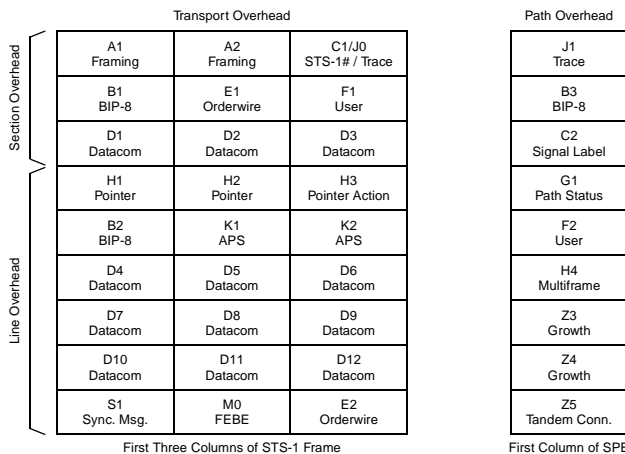 Transport Overhead
Path Overhead
Section Overhead
A1
Framing
A2
Framing
C1/J0
STS-1# / Trace
B1
BIP-8
E1
Orderwire
F1
User
D1
Datacom
D2
Datacom
D3
Datacom
Line Overhead
H1
Pointer
H2
Pointer
H3
Pointer Action
B2
BIP-8
K1
APS
K2
APS
D4
Datacom
D5
Datacom
D6
Datacom
D7
Datacom
D8
Datacom
D9
Datacom
D10
Datacom
D11
Datacom
D12
Datacom
S1
Sync. Msg.
M0
FEBE
E2
Orderwire
First Three Columns of STS-1 Frame
J1
Trace
B3
BIP-8
C2
Signal Label
G1
Path Status
F2
User
H4
Multiframe
Z3
Growth
Z4
Growth
Z5
Tandem Conn.
First Column of SPE